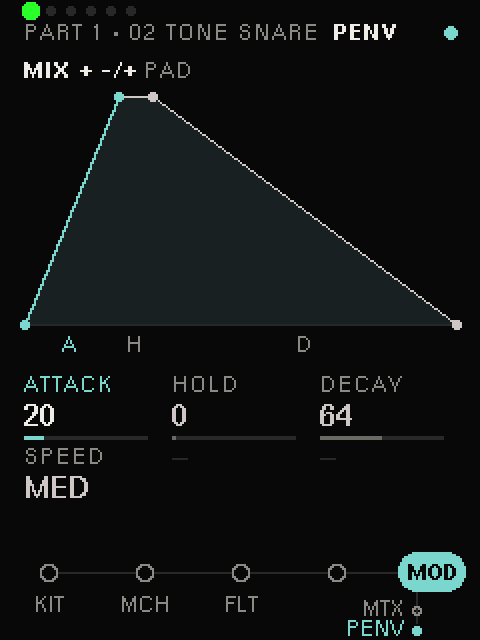 PART 1 · 02 TONE SNARE PENV
MIX + -/+ PAD
A H D
ATTACK HOLD DECAY
20 0 64
SPEED — —
MED
MOD
KIT MCH FLT
MTX
PENV